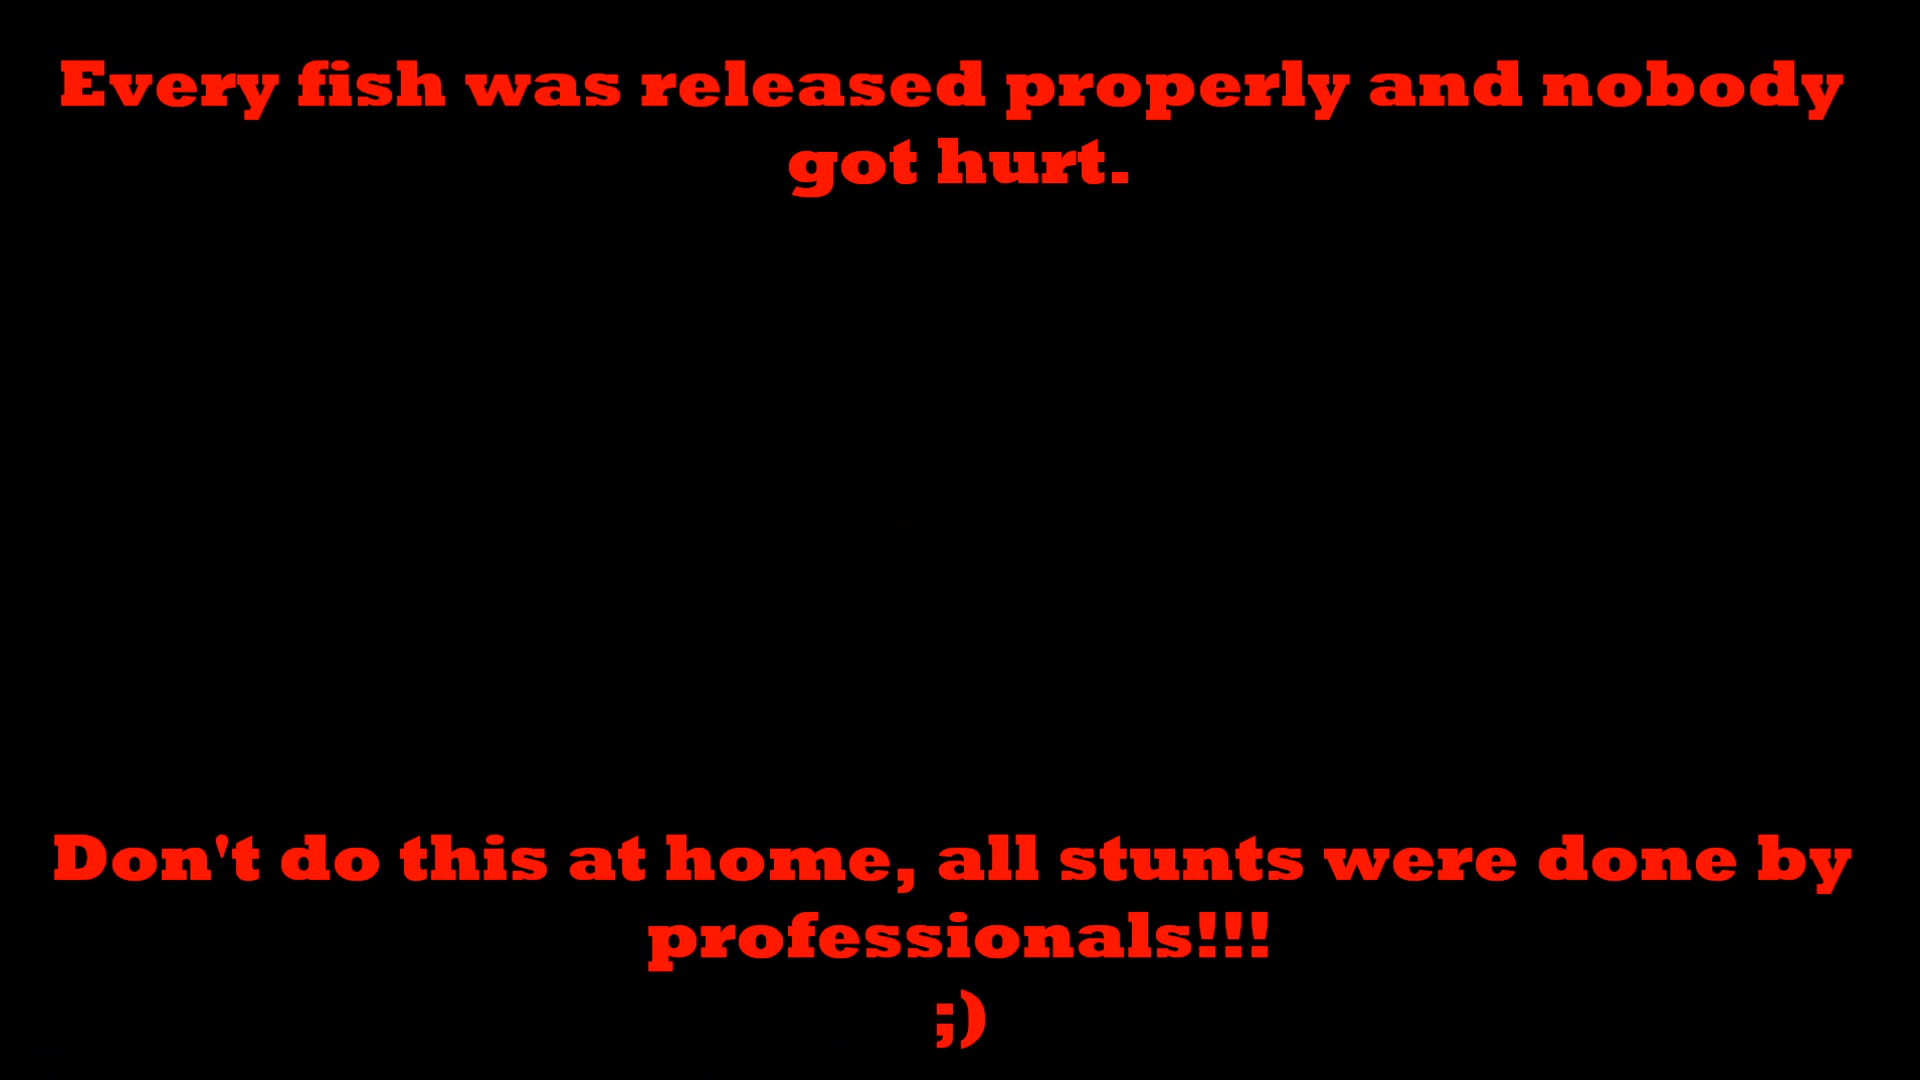 Every fish was released properly and nobody
got hurt.
Don't do this at home, all stunts were done by
professionals!!!
;)